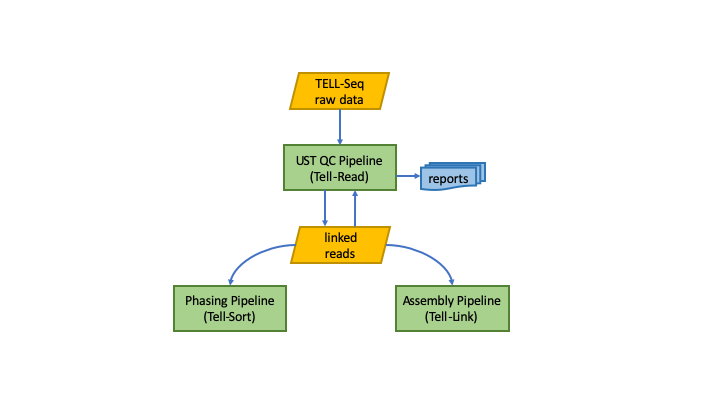 TELL-Seq
raw data
UST QC Pipeline
(Tell-Read)
reports
linked
reads
Phasing Pipeline
(Tell-Sort)
Assembly Pipeline
(Tell-Link)